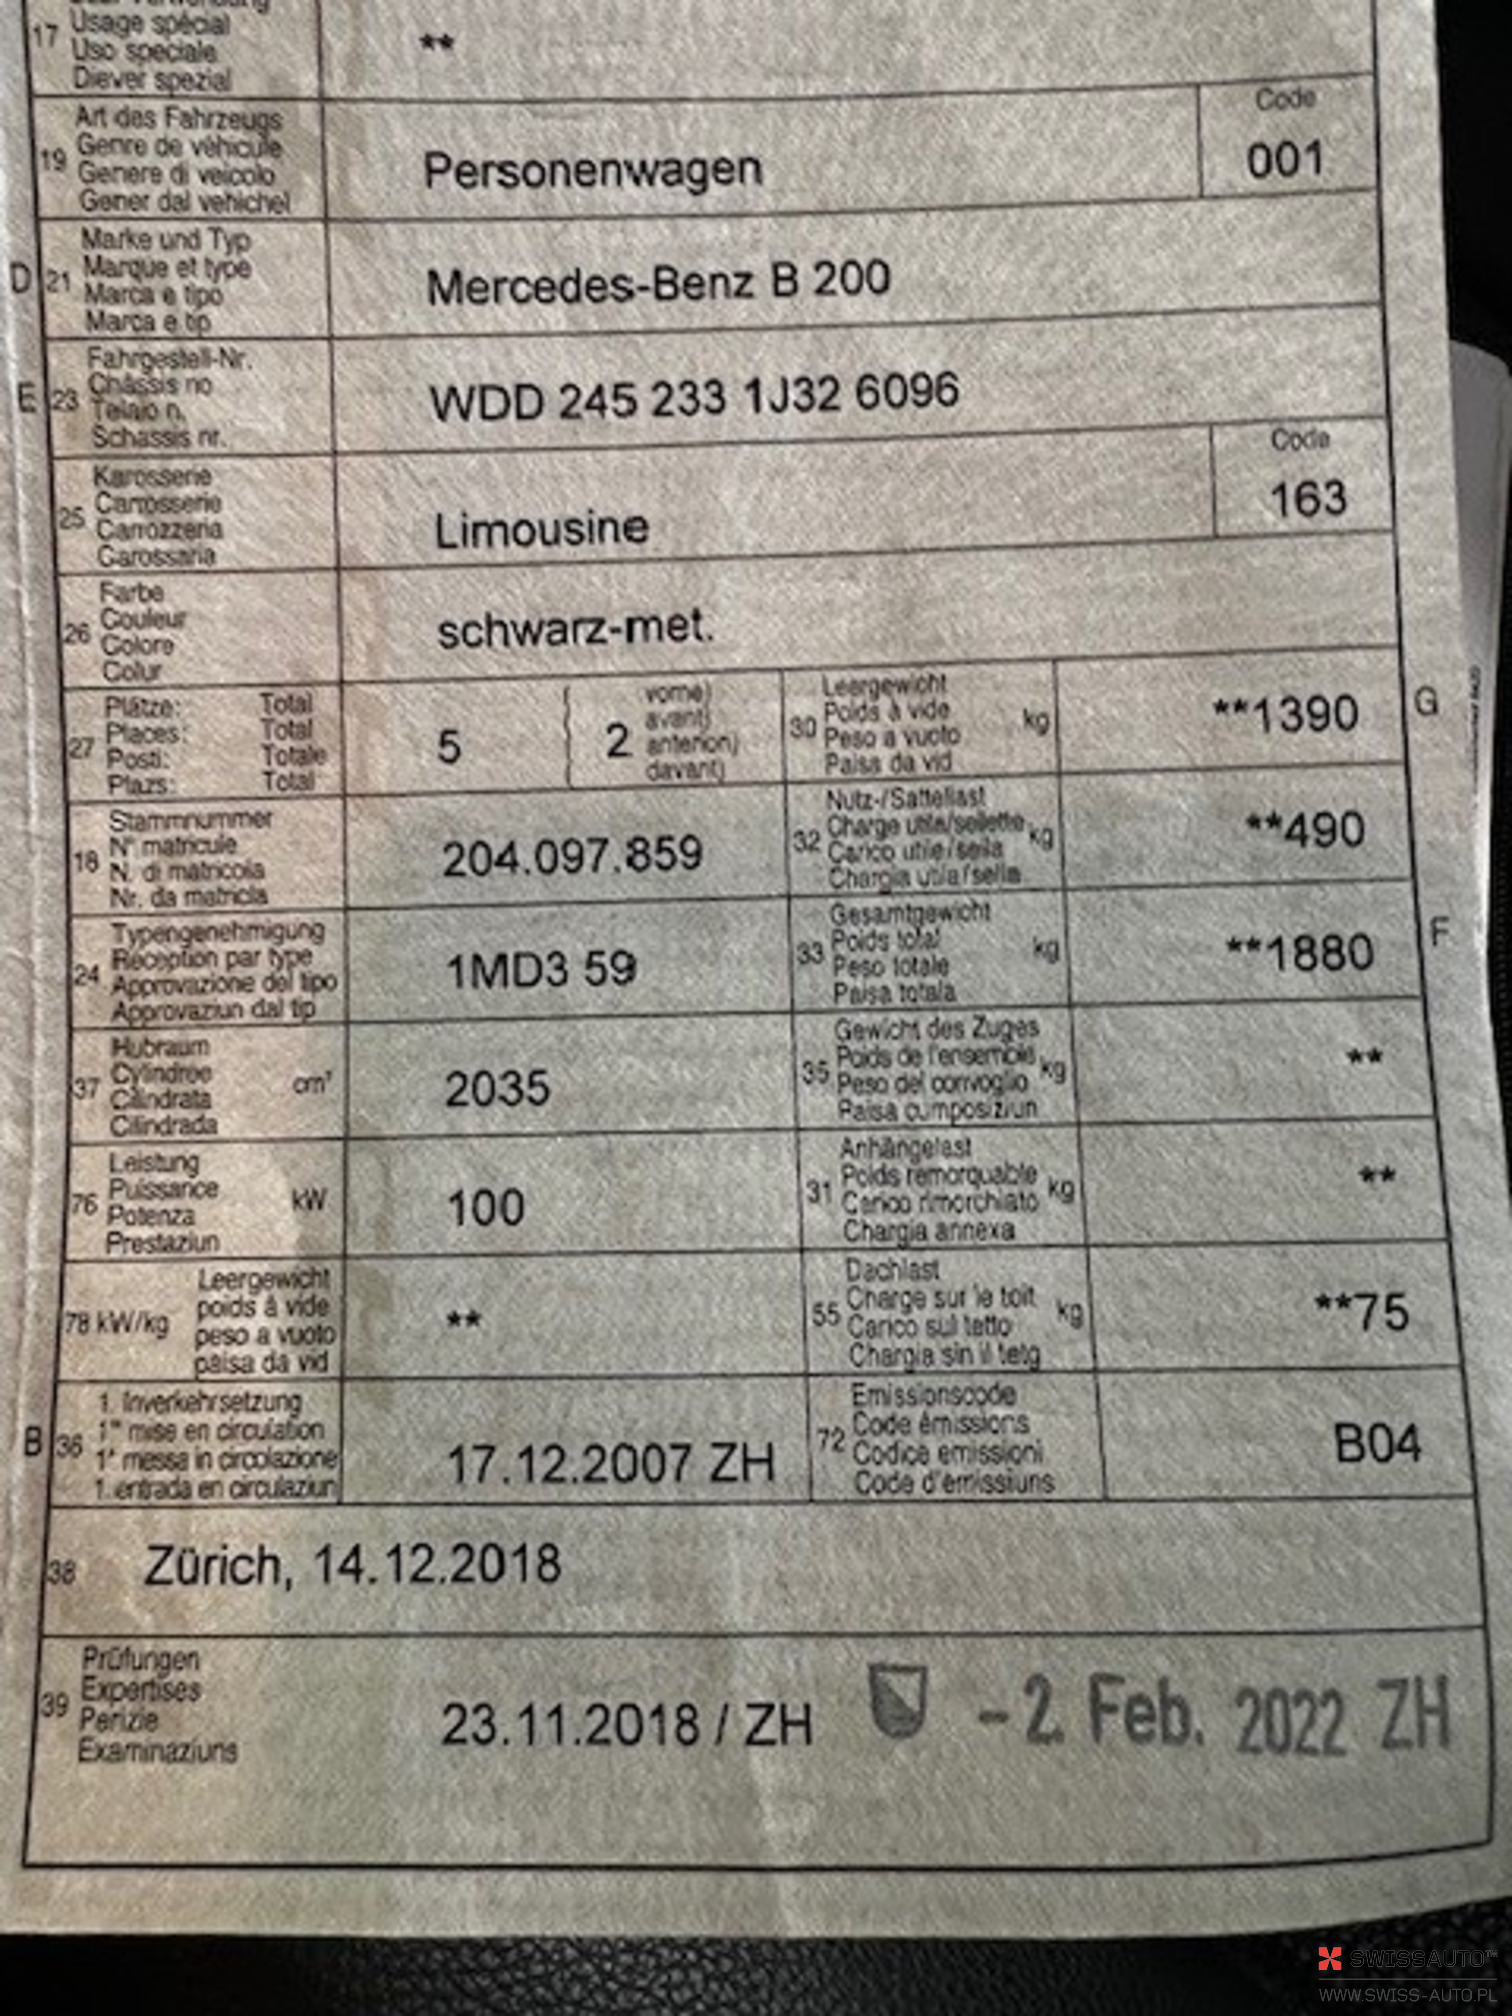 17 Usage spécial
Uso speciale **
Diever spezial
Art des Fahrzeugs Code
19 Genre de véhicule
Genere di veicolo Personenwagen 001
Gener dal vehichel
Marke und Typ
D 21 Marque et type
Marca e tipo Mercedes-Benz B 200
Marca e tip
Fahrgestell-Nr.
E 23 Châssis no
Telaio n. WDD 245 233 1J32 6096
Schassis nr.
Karosserie Code
25 Carrosserie
Carrozzeria Limousine 163
Carossaria
Farbe
26 Couleur
Colore schwarz-met.
Colur
27 Plätze: Total
Places: Total
Posti: Totale
Plazs: Total
5 2 vorne)
avant)
anteriori)
davant)
30 Leergewicht
Poids à vide
Peso a vuoto
Paisa da vid
kg **1390 G
18 Stammnummer
N° matricule
N. di matricola
Nr. da matricla
204.097.859
32 Nutz-/Sattellast
Charge utile/sellette
Carico utile/sella
Chargia utila/sella
kg **490
24 Typengenehmigung
Réception par type
Approvazione del tipo
Approvaziun dal tip
1MD3 59
33 Gesamtgewicht
Poids total
Peso totale
Paisa totala
kg **1880 F
37 Hubraum
Cylindrée
Cilindrata
Cilindrada
cm³ 2035
35 Gewicht des Zuges
Poids de l'ensemble
Peso del convoglio
Paisa cumposiziun
kg **
76 Leistung
Puissance
Potenza
Prestaziun
kW 100
31 Anhängelast
Poids remorquable
Carico rimorchiato
Chargia annexa
kg **
78 kW/kg Leergewicht
poids à vide
peso a vuoto
paisa da vid
**
55 Dachlast
Charge sur le toit
Carico sul tetto
Chargia sin il tetg
kg **75
B 36 1. Inverkehrsetzung
1re mise en circulation
1a messa in circolazione
1. entrada en circulaziun
17.12.2007 ZH
72 Emissionscode
Code émissions
Codice emissioni
Code d'emissiuns
B04
38 Zürich, 14.12.2018
39 Prüfungen
Expertises
Perizie
Examinaziuns
23.11.2018 / ZH - 2. Feb. 2022 ZH
SWISSAUTO™
WWW.SWISS-AUTO.PL